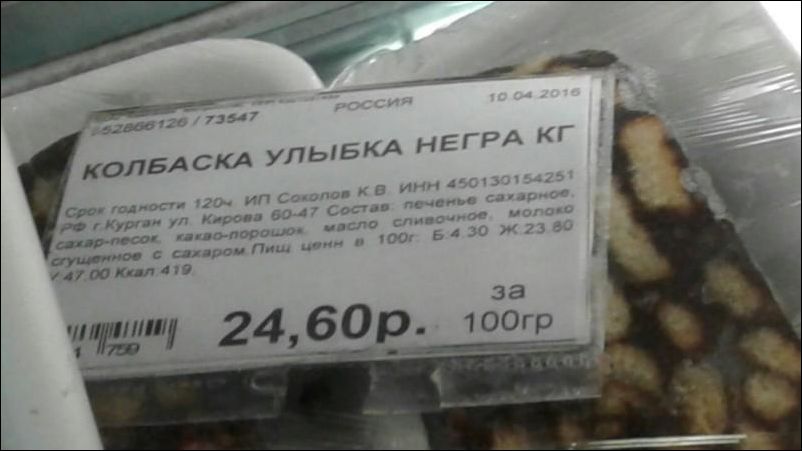 РОССИЯ 10.04.2016
52866126 / 73547
КОЛБАСКА УЛЫБКА НЕГРА КГ
Срок годности 120ч. ИП Соколов К.В. ИНН 450130154251
РФ г.Курган ул. Кирова 60-47 Состав: печенье сахарное,
сахар-песок, какао-порошок, масло сливочное, молоко
сгущенное с сахаром.Пищ ценн в 100г: Б:4.30 Ж:23.80
У:47.00 Ккал:419.
24,60р. за
100гр
759